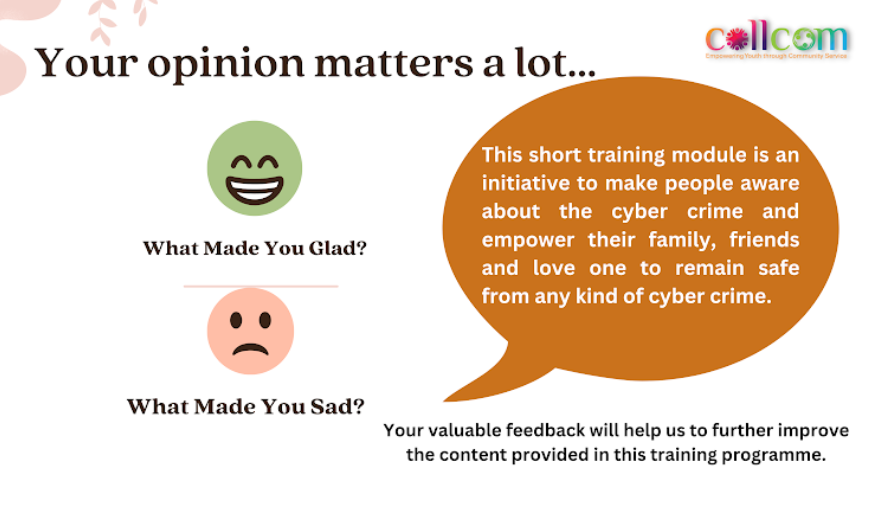 collcom
Empowering Youth through Community Service
Your opinion matters a lot...
What Made You Glad?
What Made You Sad?
This short training module is an
initiative to make people aware
about the cyber crime and
empower their family, friends
and love one to remain safe
from any kind of cyber crime.
Your valuable feedback will help us to further improve
the content provided in this training programme.